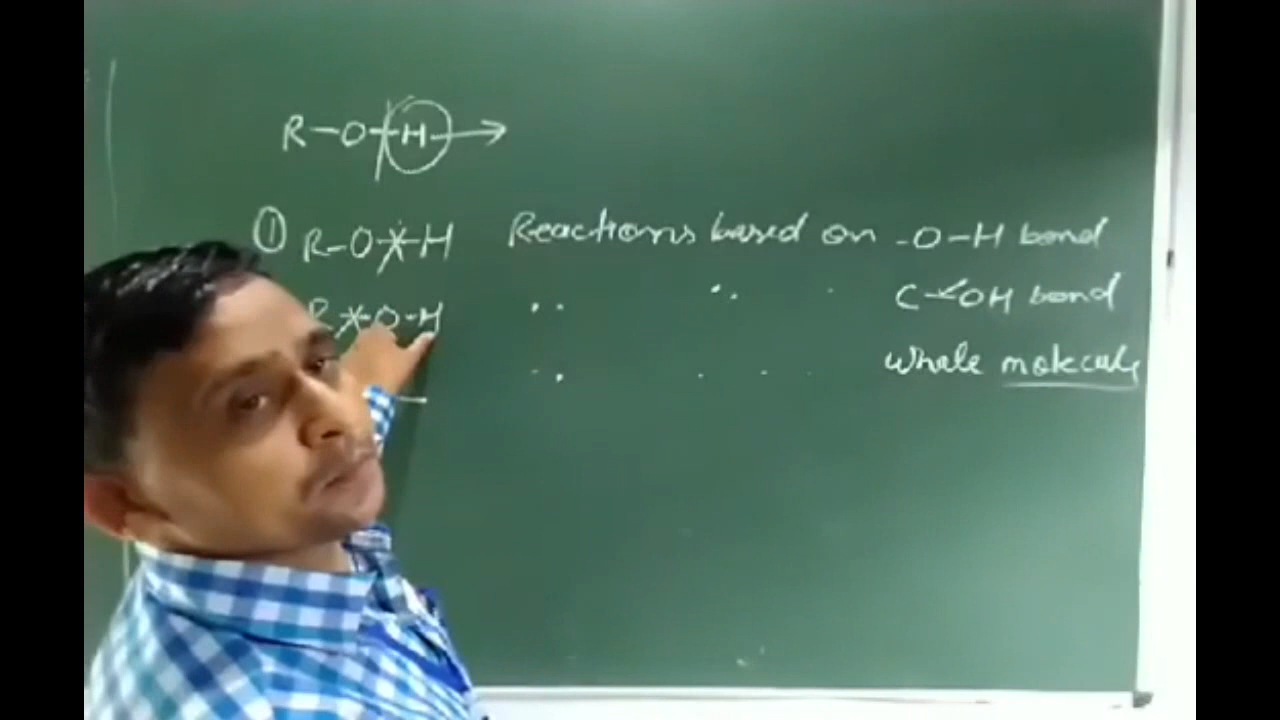 R-O-H →
① R-O-H Reactions based on -O-H bond
R-O-H .. .. . C-OH bond
.. . . . whole molecule